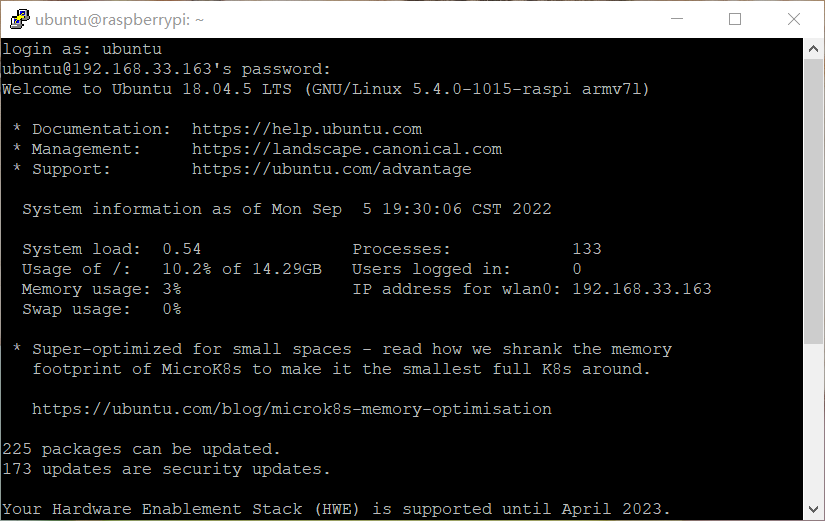 ubuntu@raspberrypi: ~
login as: ubuntu
ubuntu@192.168.33.163's password:
Welcome to Ubuntu 18.04.5 LTS (GNU/Linux 5.4.0-1015-raspi armv7l)
* Documentation:  https://help.ubuntu.com
* Management:     https://landscape.canonical.com
* Support:        https://ubuntu.com/advantage
System information as of Mon Sep  5 19:30:06 CST 2022
System load:  0.54               Processes:            133
Usage of /:   10.2% of 14.29GB   Users logged in:      0
Memory usage: 3%                 IP address for wlan0: 192.168.33.163
Swap usage:   0%
* Super-optimized for small spaces - read how we shrank the memory
footprint of MicroK8s to make it the smallest full K8s around.
https://ubuntu.com/blog/microk8s-memory-optimisation
225 packages can be updated.
173 updates are security updates.
Your Hardware Enablement Stack (HWE) is supported until April 2023.